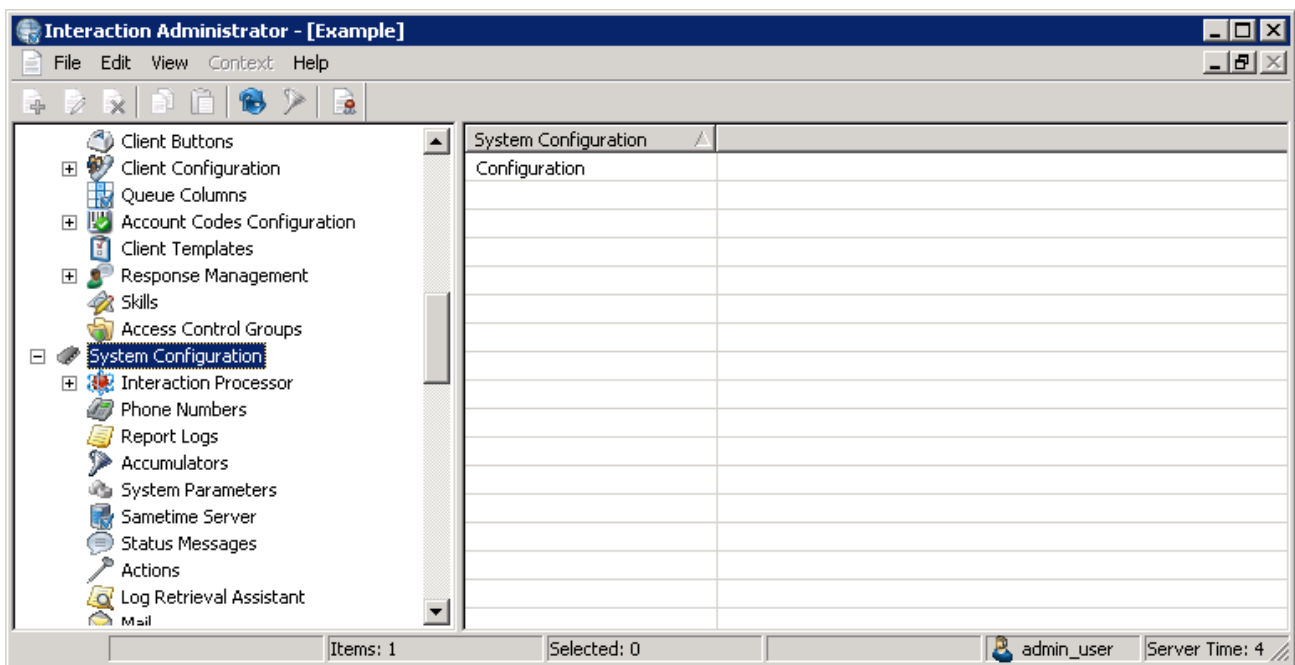 Interaction Administrator - [Example]
File Edit View Context Help
Client Buttons
Client Configuration
Queue Columns
Account Codes Configuration
Client Templates
Response Management
Skills
Access Control Groups
System Configuration
Interaction Processor
Phone Numbers
Report Logs
Accumulators
System Parameters
Sametime Server
Status Messages
Actions
Log Retrieval Assistant
Mail
System Configuration
Configuration
Items: 1 Selected: 0 admin_user Server Time: 4